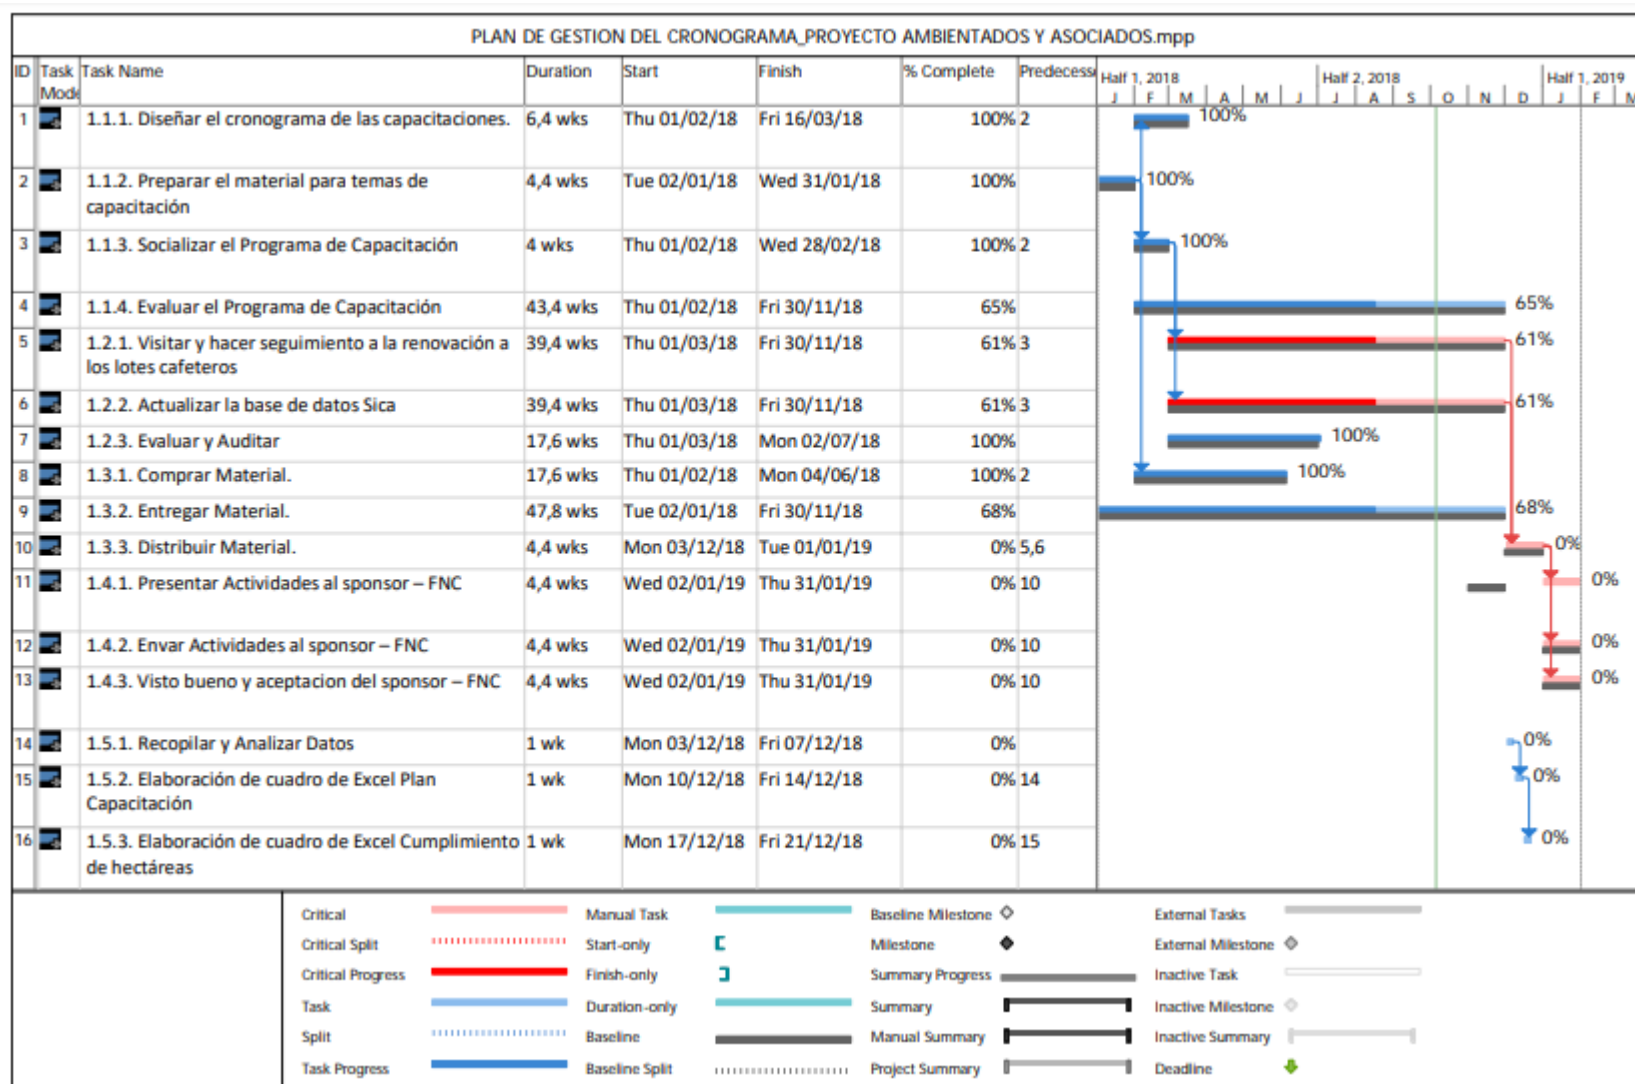 PLAN DE GESTION DEL CRONOGRAMA_PROYECTO AMBIENTADOS Y ASOCIADOS.mpp
ID Task Mode Task Name Duration Start Finish % Complete Predecess Half 1, 2018 Half 2, 2018 Half 1, 2019
J F M A M J J A S O N D J F M
1 1.1.1. Diseñar el cronograma de las capacitaciones. 6,4 wks Thu 01/02/18 Fri 16/03/18 100% 2 100%
2 1.1.2. Preparar el material para temas de 4,4 wks Tue 02/01/18 Wed 31/01/18 100% 100%
capacitación
3 1.1.3. Socializar el Programa de Capacitación 4 wks Thu 01/02/18 Wed 28/02/18 100% 2 100%
4 1.1.4. Evaluar el Programa de Capacitación 43,4 wks Thu 01/02/18 Fri 30/11/18 65% 65%
5 1.2.1. Visitar y hacer seguimiento a la renovación a 39,4 wks Thu 01/03/18 Fri 30/11/18 61% 3 61%
los lotes cafeteros
6 1.2.2. Actualizar la base de datos Sica 39,4 wks Thu 01/03/18 Fri 30/11/18 61% 3 61%
7 1.2.3. Evaluar y Auditar 17,6 wks Thu 01/03/18 Mon 02/07/18 100% 100%
8 1.3.1. Comprar Material. 17,6 wks Thu 01/02/18 Mon 04/06/18 100% 2 100%
9 1.3.2. Entregar Material. 47,8 wks Tue 02/01/18 Fri 30/11/18 68% 68%
10 1.3.3. Distribuir Material. 4,4 wks Mon 03/12/18 Tue 01/01/19 0% 5,6 0%
11 1.4.1. Presentar Actividades al sponsor – FNC 4,4 wks Wed 02/01/19 Thu 31/01/19 0% 10 0%
12 1.4.2. Envar Actividades al sponsor – FNC 4,4 wks Wed 02/01/19 Thu 31/01/19 0% 10 0%
13 1.4.3. Visto bueno y aceptacion del sponsor – FNC 4,4 wks Wed 02/01/19 Thu 31/01/19 0% 10 0%
14 1.5.1. Recopilar y Analizar Datos 1 wk Mon 03/12/18 Fri 07/12/18 0% 0%
15 1.5.2. Elaboración de cuadro de Excel Plan 1 wk Mon 10/12/18 Fri 14/12/18 0% 14 0%
Capacitación
16 1.5.3. Elaboración de cuadro de Excel Cumplimiento 1 wk Mon 17/12/18 Fri 21/12/18 0% 15 0%
de hectáreas
Critical Manual Task Baseline Milestone External Tasks
Critical Split Start-only Milestone External Milestone
Critical Progress Finish-only Summary Progress Inactive Task
Task Duration-only Summary Inactive Milestone
Split Baseline Manual Summary Inactive Summary
Task Progress Baseline Split Project Summary Deadline